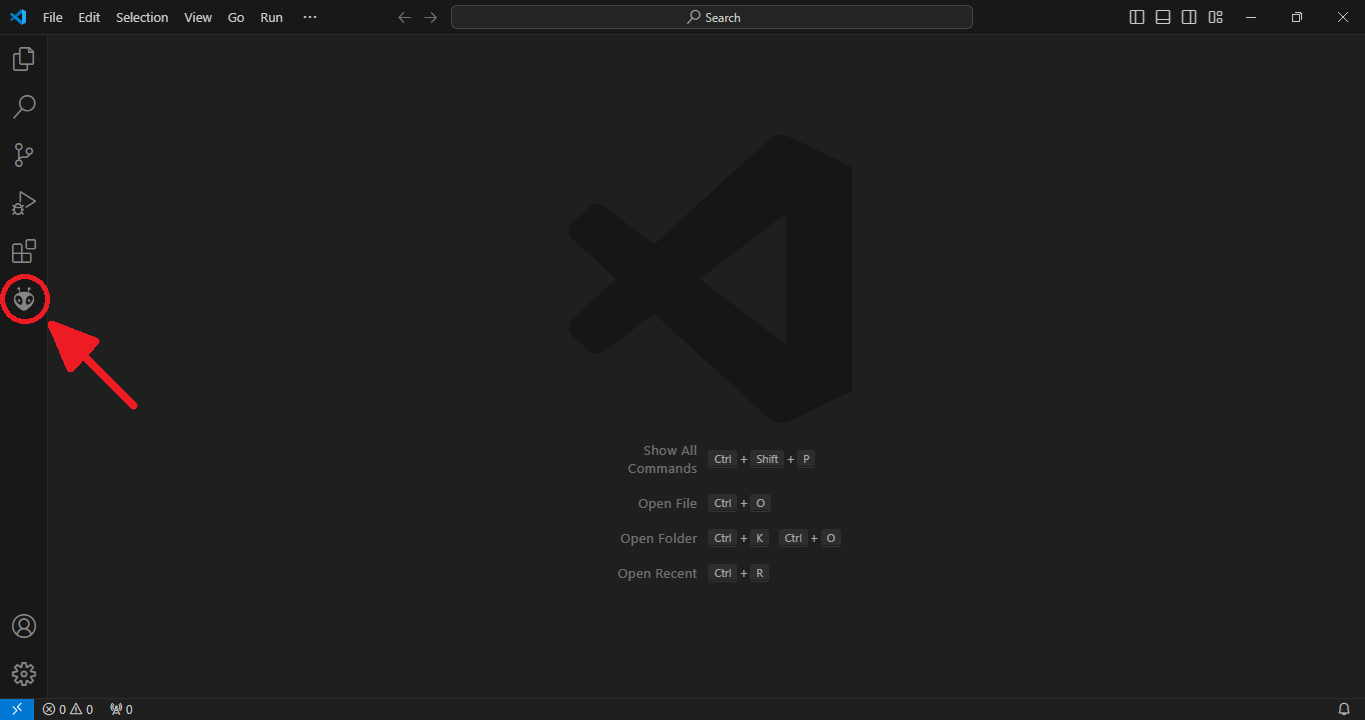 File Edit Selection View Go Run ···
Search
Show All
Commands
Ctrl + Shift + P
Open File Ctrl + O
Open Folder Ctrl + K Ctrl + O
Open Recent Ctrl + R
0 0 0